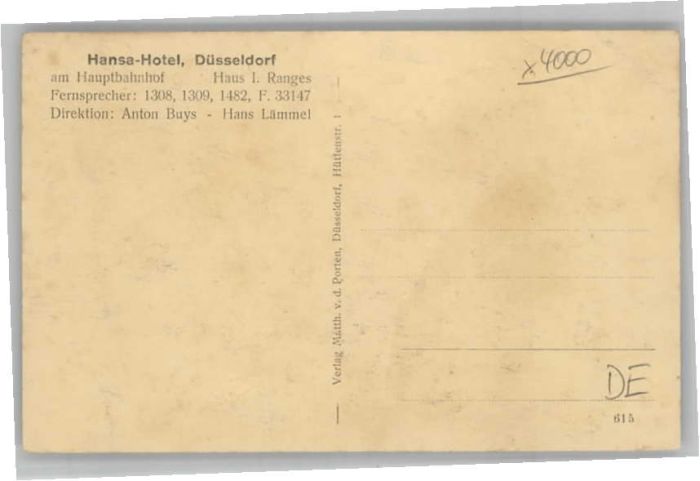 Hansa-Hotel, Düsseldorf
am Hauptbahnhof Haus I. Ranges
Fernsprecher: 1308, 1309, 1482, F. 33147
Direktion: Anton Buys - Hans Lämmel
Verlag Matth. v. d. Porten, Düsseldorf, Hüttenstr. 1
x4000
DE
615